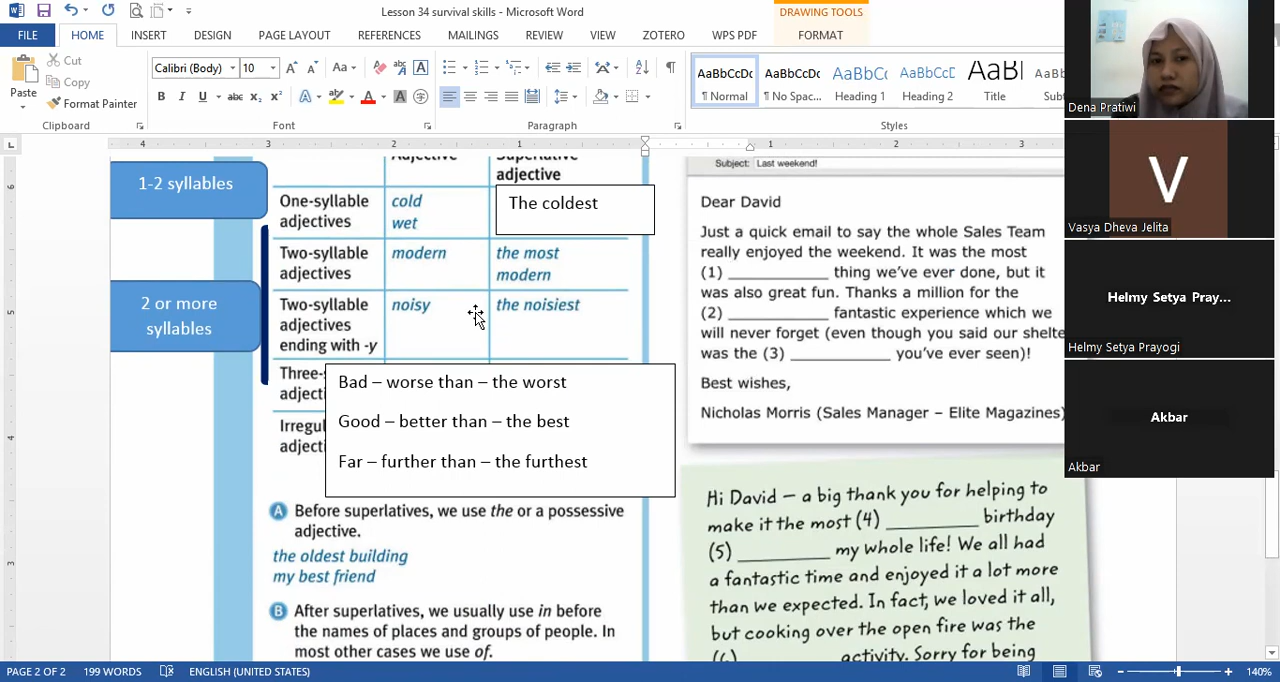 Lesson 34 survival skills - Microsoft Word
DRAWING TOOLS
FILE HOME INSERT DESIGN PAGE LAYOUT REFERENCES MAILINGS REVIEW VIEW ZOTERO WPS PDF FORMAT
Paste
Cut
Copy
Format Painter
Calibri (Body) 10
Clipboard Font Paragraph Styles
AaBbCcDc AaBbCcDc AaBbCc AaBbCcD AaBl
¶ Normal ¶ No Spac... Heading 1 Heading 2 Title
1-2 syllables
2 or more
syllables
adjective
One-syllable
adjectives
cold
wet
The coldest
Two-syllable
adjectives
modern
the most
modern
Two-syllable
adjectives
ending with -y
noisy
the noisiest
Bad – worse than – the worst
Good – better than – the best
Far – further than – the furthest
A Before superlatives, we use the or a possessive
adjective.
the oldest building
my best friend
B After superlatives, we usually use in before
the names of places and groups of people. In
most other cases we use of.
Subject: Last weekend!
Dear David
Just a quick email to say the whole Sales Team
really enjoyed the weekend. It was the most
(1) ____________ thing we've ever done, but it
was also great fun. Thanks a million for the
(2) ____________ fantastic experience which we
will never forget (even though you said our shelte
was the (3) ____________ you've ever seen)!
Best wishes,
Nicholas Morris (Sales Manager – Elite Magazines)
Hi David – a big thank you for helping to
make it the most (4) __________ birthday
(5) __________ my whole life! We all had
a fantastic time and enjoyed it a lot more
than we expected. In fact, we loved it all,
but cooking over the open fire was the
activity. Sorry for being
Dena Pratiwi
V
Vasya Dheva Jelita
Helmy Setya Pray...
Helmy Setya Prayogi
Akbar
Akbar
PAGE 2 OF 2 199 WORDS ENGLISH (UNITED STATES) 140%